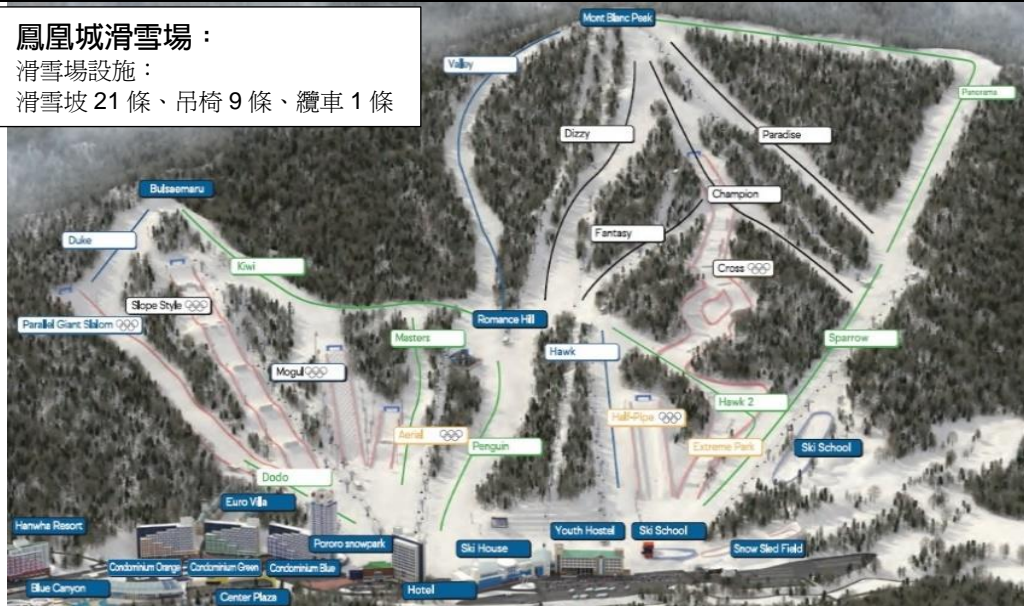 鳳凰城滑雪場：
滑雪場設施：
滑雪坡 21 條、吊椅 9 條、纜車 1 條
Mont Blanc Peak
Valley
Panorama
Dizzy
Paradise
Bulsaemaru
Champion
Duke
Fantasy
Kiwi
Cross
Slope Style
Parallel Giant Slalom
Romance Hill
Masters
Sparrow
Hawk
Mogul
Hawk 2
Half-Pipe
Aerial
Penguin
Extreme Park
Ski School
Dodo
Euro Villa
Hanwha Resort
Pororo snowpark
Youth Hostel
Ski School
Ski House
Snow Sled Field
Condominium Orange
Condominium Green
Condominium Blue
Blue Canyon
Center Plaza
Hotel